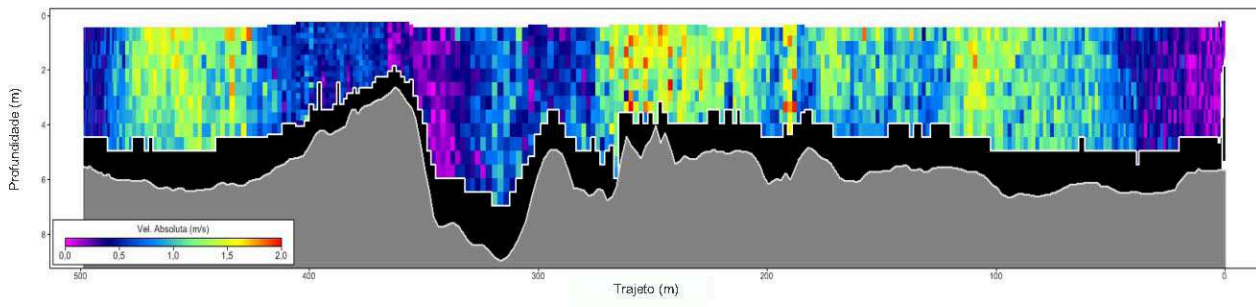 0
2
4
6
8
Profundidade (m)
Vel. Absoluta (m/s)
0,0 0,5 1,0 1,5 2,0
500 400 300 200 100 0
Trajeto (m)